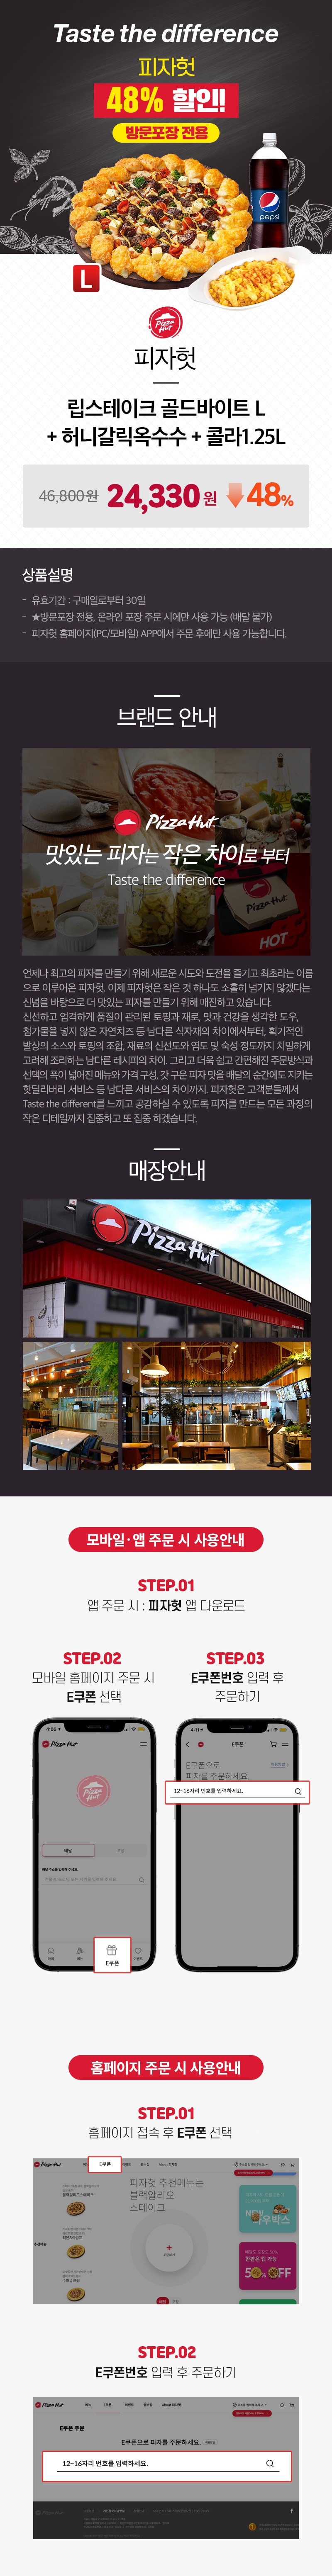 Taste the difference
피자헛
48% 할인!
방문포장 전용
pepsi
L
Pizza Hut
피자헛
립스테이크 골드바이트 L
+ 허니갈릭옥수수 + 콜라1.25L
46,800원 24,330원 48%
상품설명
- 유효기간 : 구매일로부터 30일
- ★방문포장 전용, 온라인 포장 주문 시에만 사용 가능 (배달 불가)
- 피자헛 홈페이지(PC/모바일) APP에서 주문 후에만 사용 가능합니다.
브랜드 안내
Pizza Hut
맛있는 피자는 작은 차이로 부터
Taste the difference
HOT
언제나 최고의 피자를 만들기 위해 새로운 시도와 도전을 즐기고 최초라는 이름
으로 이루어온 피자헛. 이제 피자헛은 작은 것 하나도 소홀히 넘기지 않겠다는
신념을 바탕으로 더 맛있는 피자를 만들기 위해 매진하고 있습니다.
신선하고 엄격하게 품질이 관리된 토핑과 재료, 맛과 건강을 생각한 도우,
첨가물을 넣지 않은 자연치즈 등 남다른 식자재의 차이에서부터, 획기적인
발상의 소스와 토핑의 조합, 재료의 신선도와 염도 및 숙성 정도까지 치밀하게
고려해 조리하는 남다른 레시피의 차이. 그리고 더욱 쉽고 간편해진 주문방식과
선택의 폭이 넓어진 메뉴와 가격 구성, 갓 구운 피자 맛을 배달의 순간에도 지키는
핫딜리버리 서비스 등 남다른 서비스의 차이까지. 피자헛은 고객분들께서
Taste the different를 느끼고 공감하실 수 있도록 피자를 만드는 모든 과정의
작은 디테일까지 집중하고 또 집중 하겠습니다.
매장안내
Pizza Hut
모바일·앱 주문 시 사용안내
STEP.01
앱 주문 시 : 피자헛 앱 다운로드
STEP.02
모바일 홈페이지 주문 시
E쿠폰 선택
4:06
Pizza Hut
배달
E쿠폰
STEP.03
E쿠폰번호 입력 후
주문하기
4:11
E쿠폰
E쿠폰으로
피자를 주문하세요.
12~16자리 번호를 입력하세요.
홈페이지 주문 시 사용안내
STEP.01
홈페이지 접속 후 E쿠폰 선택
Pizza Hut
E쿠폰
피자헛 추천메뉴는
블랙알리오
스테이크
STEP.02
E쿠폰번호 입력 후 주문하기
Pizza Hut
E쿠폰 주문
E쿠폰으로 피자를 주문하세요.
12~16자리 번호를 입력하세요.